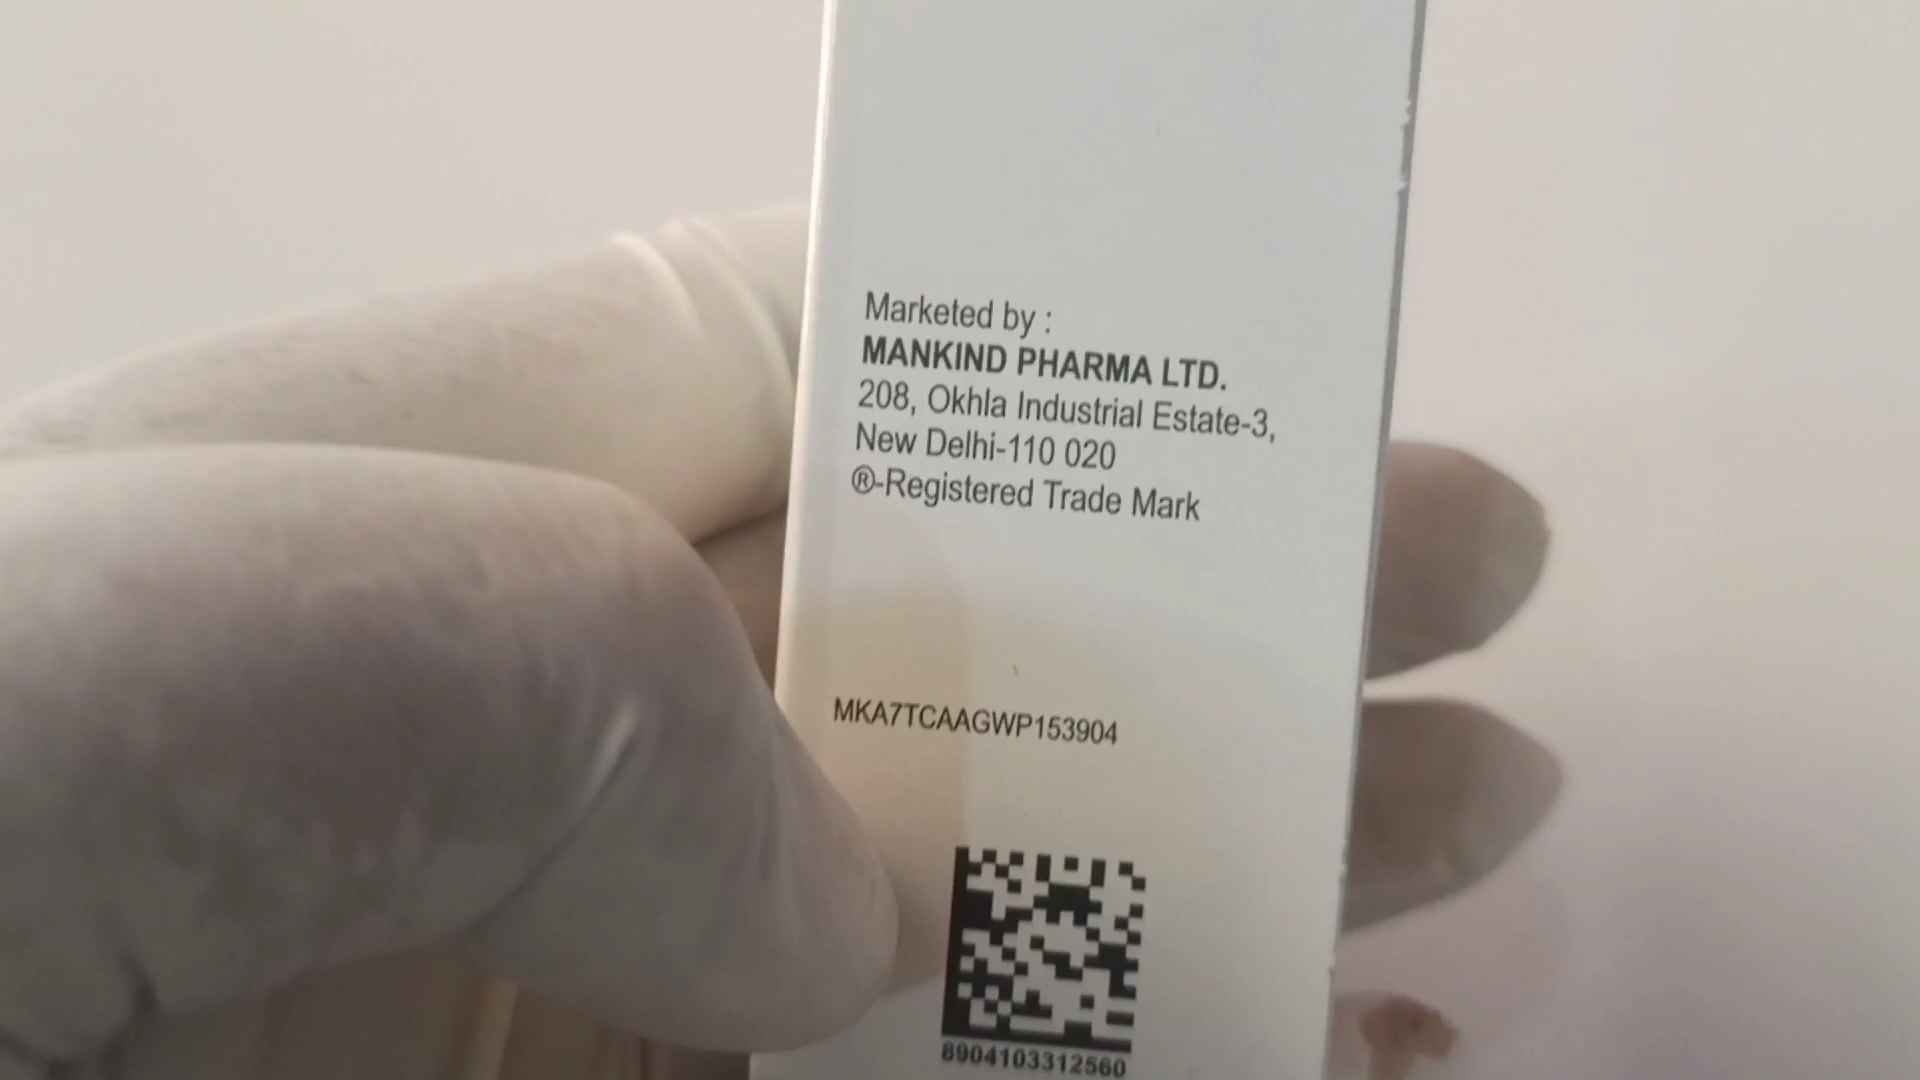 Marketed by :
MANKIND PHARMA LTD.
208, Okhla Industrial Estate-3,
New Delhi-110 020
®-Registered Trade Mark
MKA7TCAAGWP153904
8904103312560